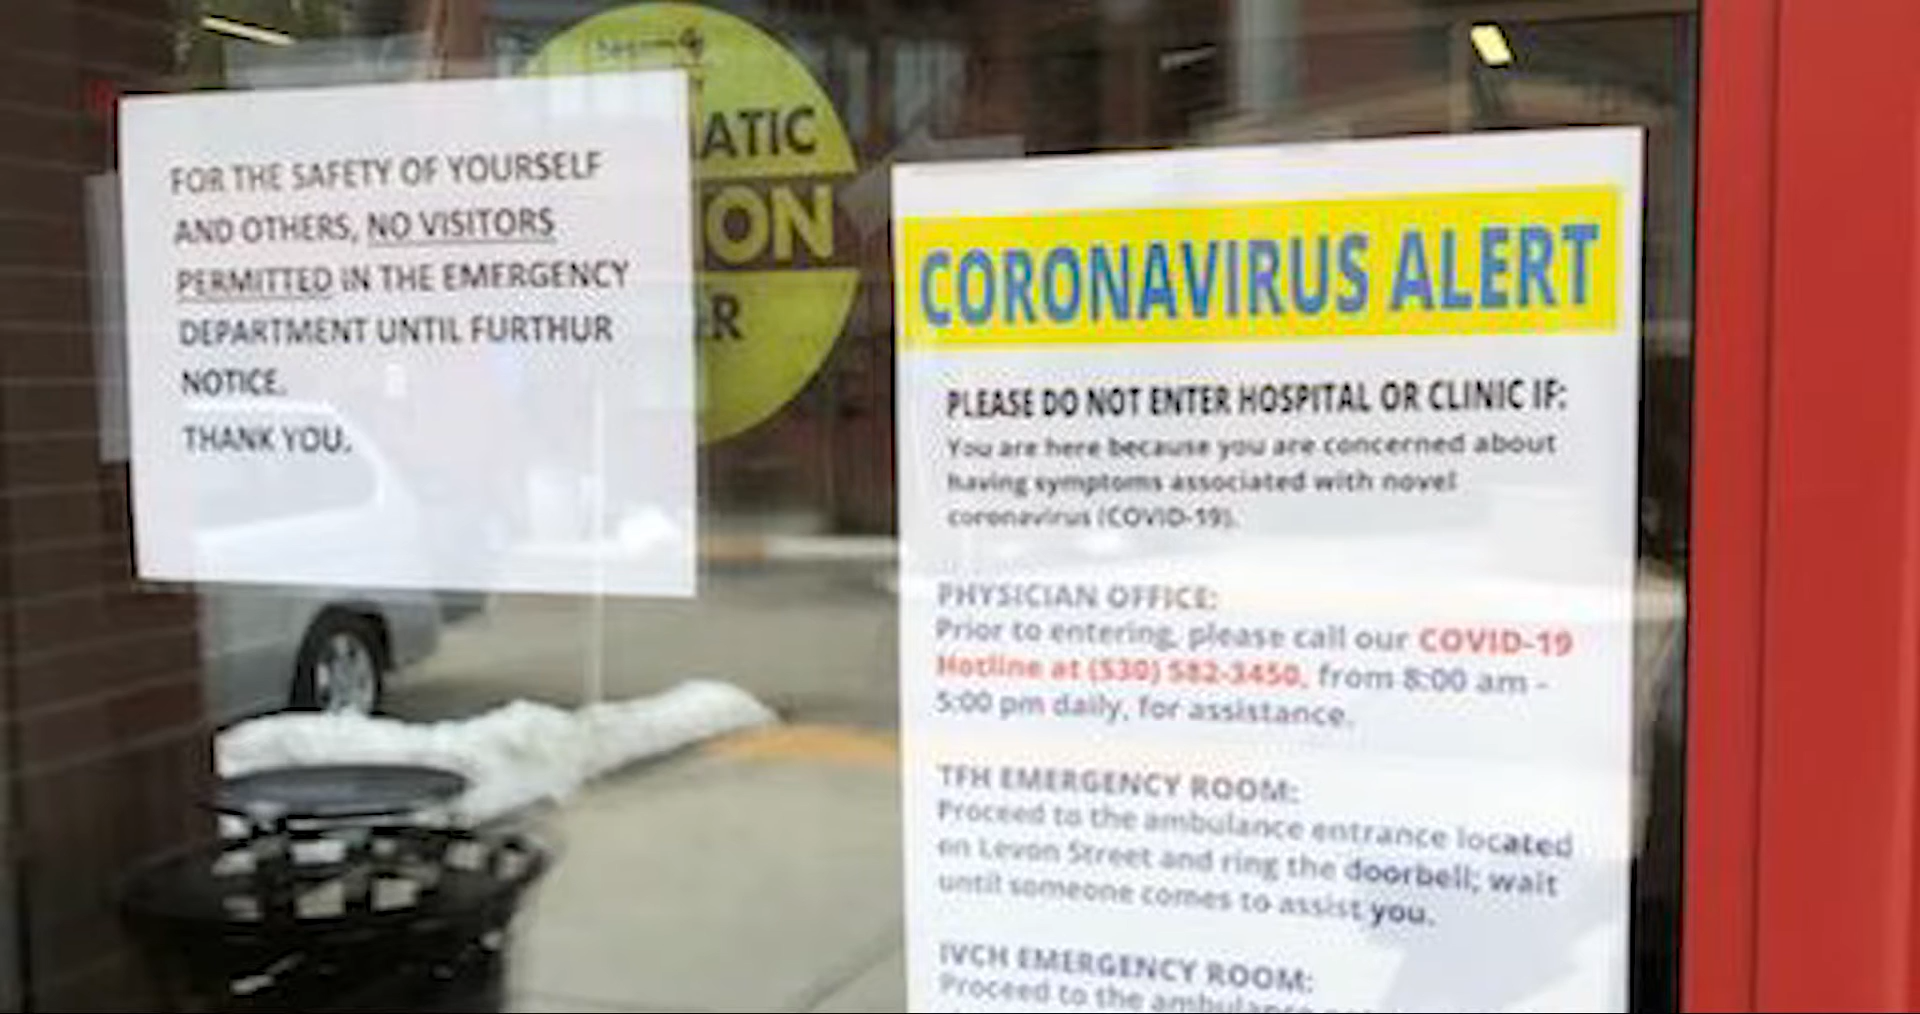 FOR THE SAFETY OF YOURSELF
AND OTHERS, NO VISITORS
PERMITTED IN THE EMERGENCY
DEPARTMENT UNTIL FURTHUR
NOTICE.
THANK YOU.
ATIC
ION
R
CORONAVIRUS ALERT
PLEASE DO NOT ENTER HOSPITAL OR CLINIC IF:
You are here because you are concerned about
having symptoms associated with novel
coronavirus (COVID-19).
PHYSICIAN OFFICE:
Prior to entering, please call our COVID-19
Hotline at (530) 582-3450, from 8:00 am -
5:00 pm daily, for assistance.
TFH EMERGENCY ROOM:
Proceed to the ambulance entrance located
on Levon Street and ring the doorbell; wait
until someone comes to assist you.
IVCH EMERGENCY ROOM:
Proceed to the ambulance